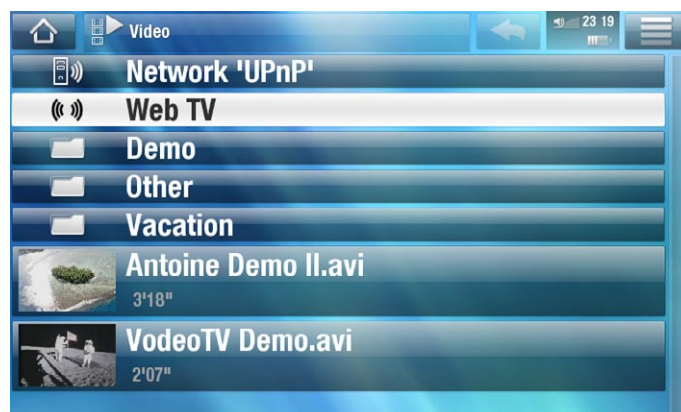 Video
23 19
Network 'UPnP'
Web TV
Demo
Other
Vacation
Antoine Demo II.avi
3'18"
VodeoTV Demo.avi
2'07"